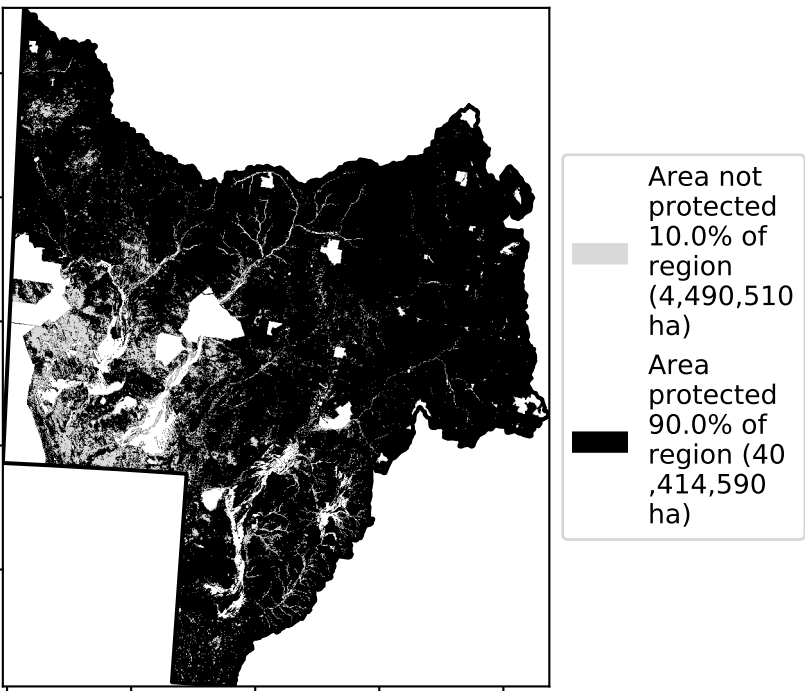 Area not
protected
10.0% of
region
(4,490,510
ha)
Area
protected
90.0% of
region (40
,414,590
ha)